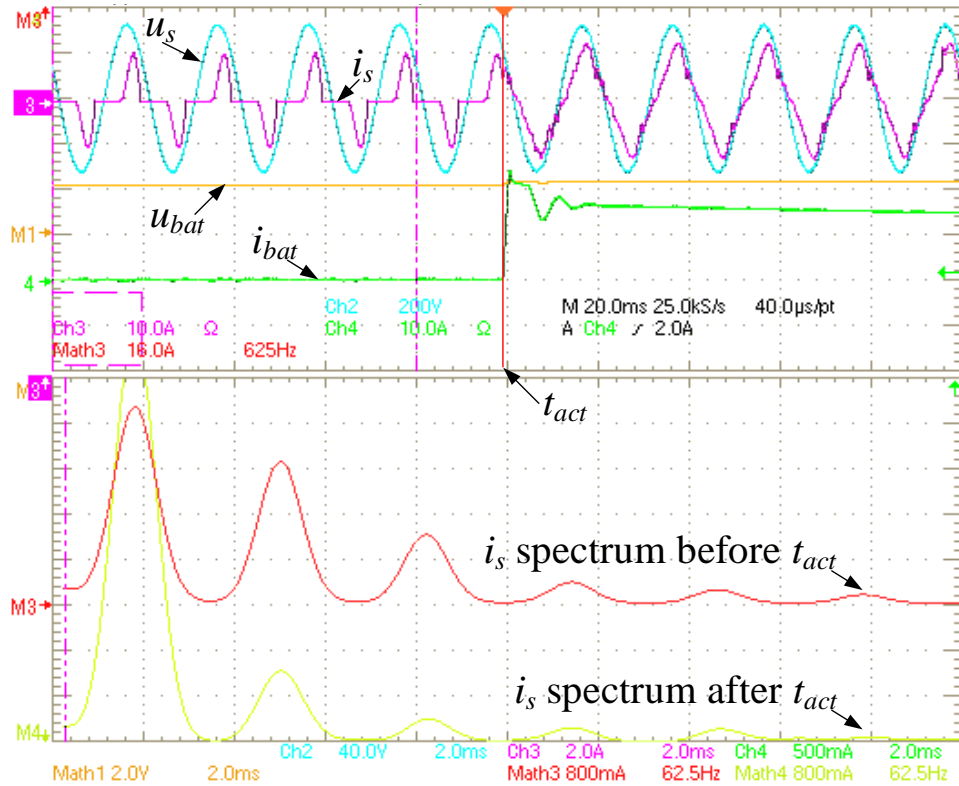 M3
u_s
i_s
3
u_bat
M1
i_bat
4
Ch2 200V
M 20.0ms 25.0kS/s 40.0µs/pt
Ch3 10.0A Ω
Ch4 10.0A Ω
A Ch4 / 2.0A
Math3 16.0A 625Hz
M3
t_act
i_s spectrum before t_act
M3
i_s spectrum after t_act
M4
Ch2 40.0V 2.0ms
Ch3 2.0A 2.0ms
Ch4 500mA 2.0ms
Math1 2.0V 2.0ms
Math3 800mA 62.5Hz
Math4 800mA 62.5Hz